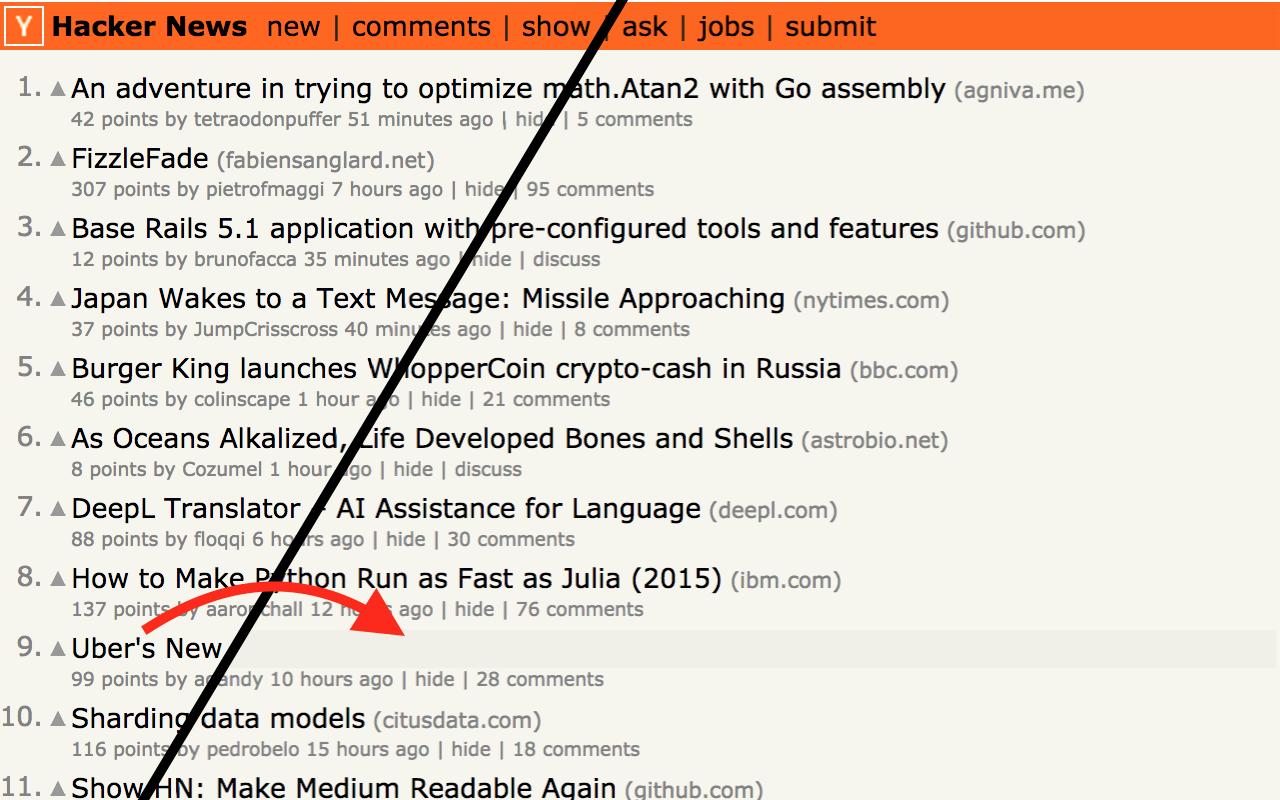 Y Hacker News new | comments | show | ask | jobs | submit
1. An adventure in trying to optimize math.Atan2 with Go assembly (agniva.me)
42 points by tetraodonpuffer 51 minutes ago | hide | 5 comments
2. FizzleFade (fabiensanglard.net)
307 points by pietrofmaggi 7 hours ago | hide | 95 comments
3. Base Rails 5.1 application with pre-configured tools and features (github.com)
12 points by brunofacca 35 minutes ago | hide | discuss
4. Japan Wakes to a Text Message: Missile Approaching (nytimes.com)
37 points by JumpCrisscross 40 minutes ago | hide | 8 comments
5. Burger King launches WhopperCoin crypto-cash in Russia (bbc.com)
46 points by colinscape 1 hour ago | hide | 21 comments
6. As Oceans Alkalized, Life Developed Bones and Shells (astrobio.net)
8 points by Cozumel 1 hour ago | hide | discuss
7. DeepL Translator – AI Assistance for Language (deepl.com)
88 points by floqqi 6 hours ago | hide | 30 comments
8. How to Make Python Run as Fast as Julia (2015) (ibm.com)
137 points by aaronchall 12 hours ago | hide | 76 comments
9. Uber's New
99 points by 10 hours ago | hide | 28 comments
10. Sharding data models (citusdata.com)
116 points by pedrobelo 15 hours ago | hide | 18 comments
11. Show HN: Make Medium Readable Again (github.com)